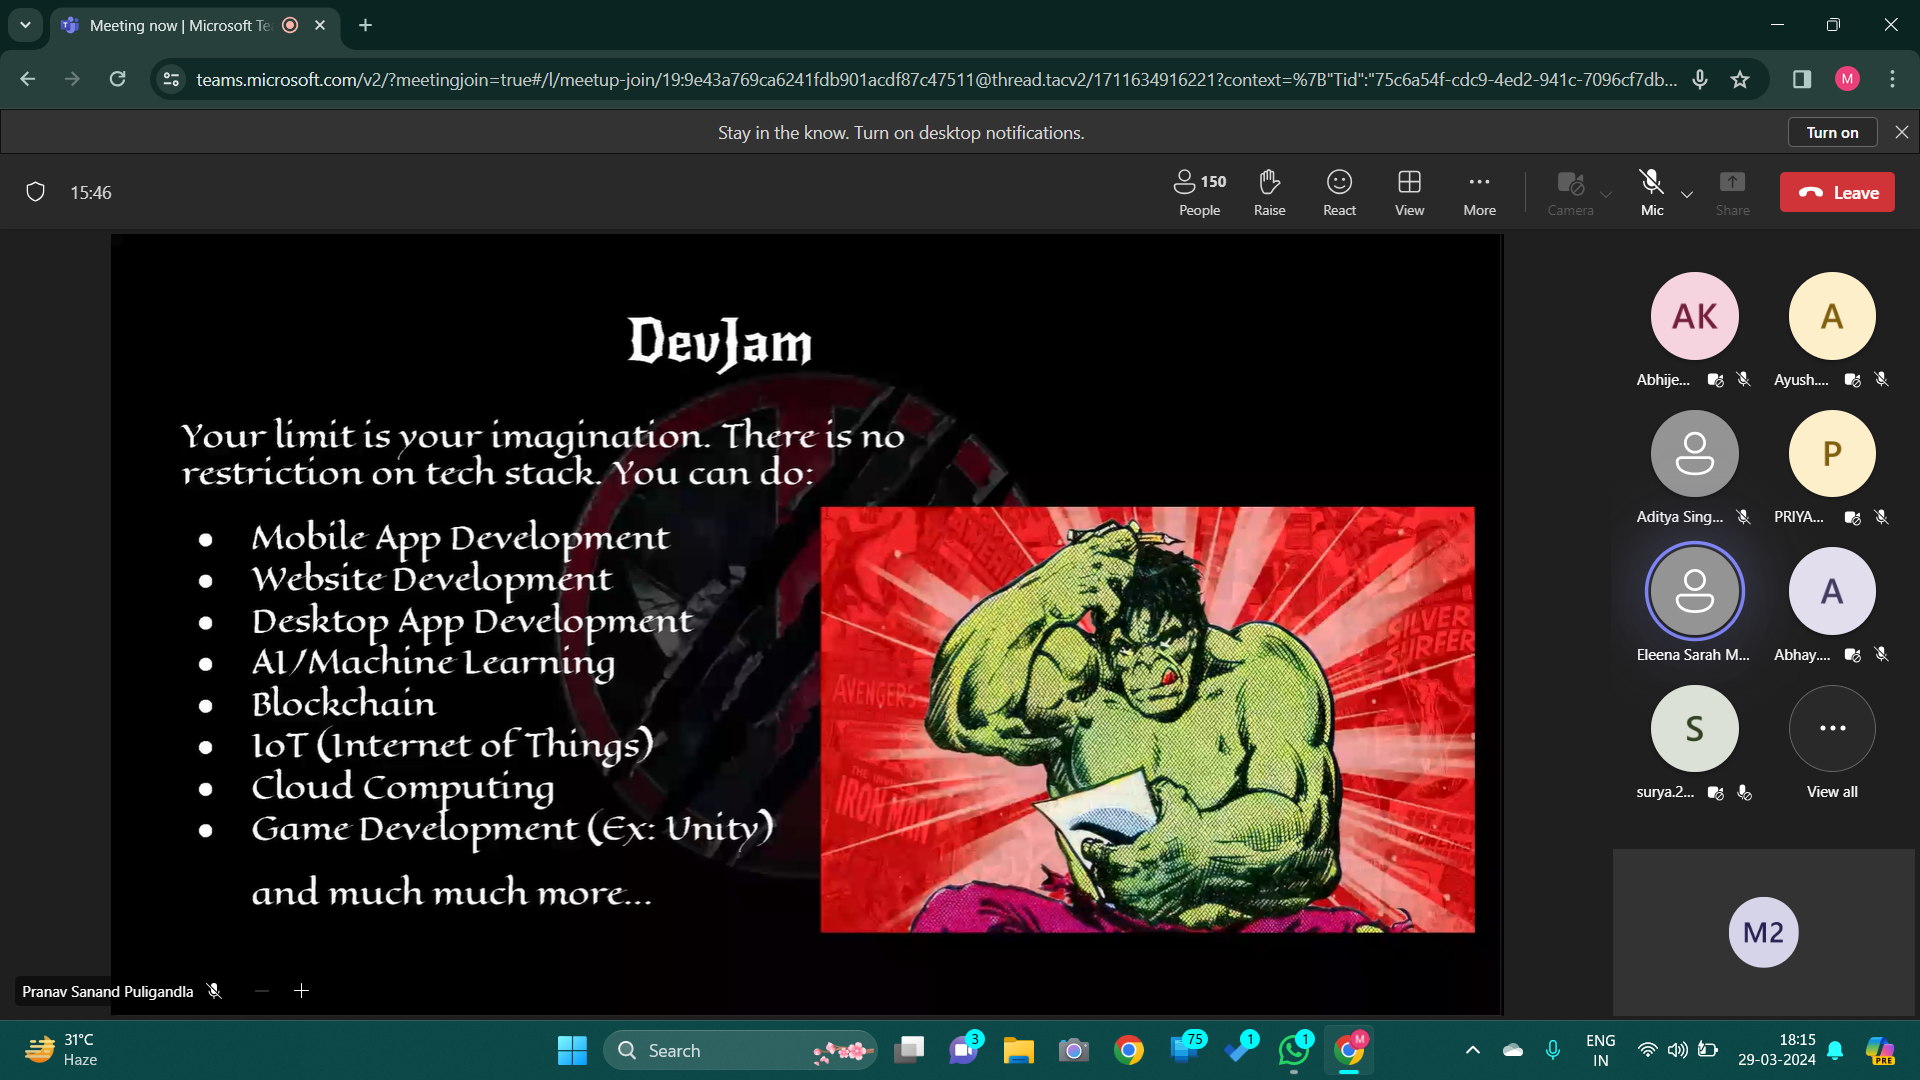 Meeting now | Microsoft Te
teams.microsoft.com/v2/?meetingjoin=true#/l/meetup-join/19:9e43a769ca6241fdb901acdf87c47511@thread.tacv2/1711634916221?context=%7B"Tid":"75c6a54f-cdc9-4ed2-941c-7096cf7db...
M
Stay in the know. Turn on desktop notifications.
Turn on
15:46
150
People
Raise
React
View
More
Camera
Mic
Share
Leave
DevJam
Your limit is your imagination. There is no
restriction on tech stack. You can do:
● Mobile App Development
● Website Development
● Desktop App Development
● AI/Machine Learning
● Blockchain
● IoT (Internet of Things)
● Cloud Computing
● Game Development (Ex: Unity)
and much much more...
AVENGERS
SILVER
SURFER
IRON MAN
AK
Abhije...
A
Ayush....
Aditya Sing...
P
PRIYA...
Eleena Sarah M...
A
Abhay....
S
surya.2...
View all
M2
Pranav Sanand Puligandla
31°C
Haze
Search
3
75
1
1
M
ENG
IN
18:15
29-03-2024
PRE